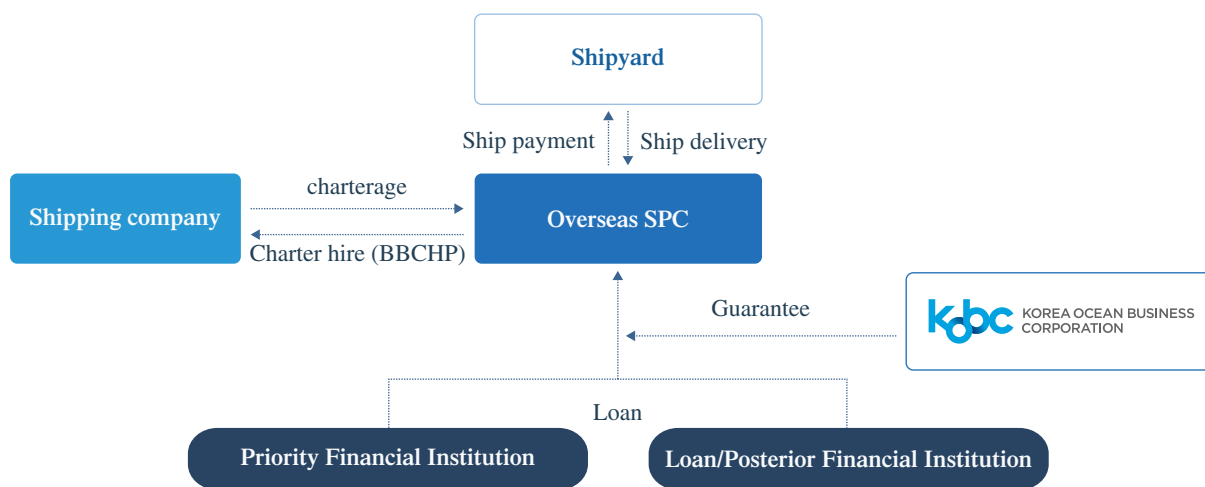 Shipyard
Ship payment
Ship delivery
charterage
Shipping company
Overseas SPC
Charter hire (BBCHP)
Guarantee
kobc
KOREA OCEAN BUSINESS
CORPORATION
Loan
Priority Financial Institution
Loan/Posterior Financial Institution